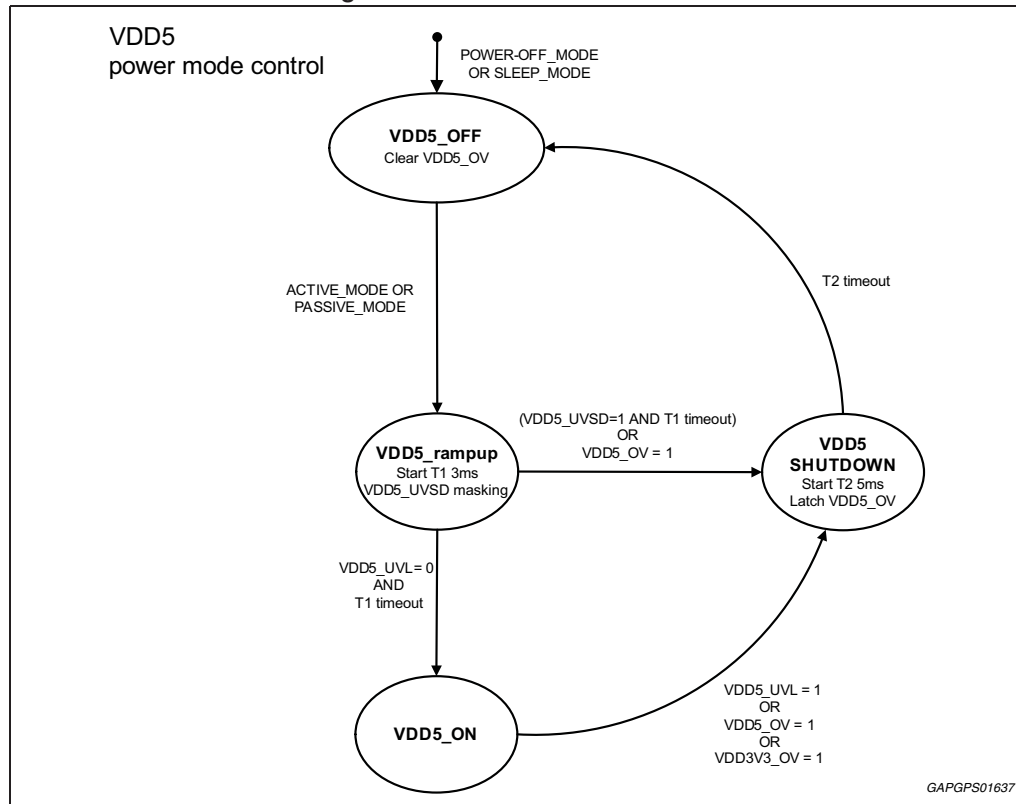 VDD5
power mode control
POWER-OFF_MODE
OR SLEEP_MODE
VDD5_OFF
Clear VDD5_OV
T2 timeout
ACTIVE_MODE OR
PASSIVE_MODE
(VDD5_UVSD=1 AND T1 timeout)
OR
VDD5_OV = 1
VDD5_rampup
Start T1 3ms
VDD5_UVSD masking
VDD5
SHUTDOWN
Start T2 5ms
Latch VDD5_OV
VDD5_UVL= 0
AND
T1 timeout
VDD5_UVL = 1
OR
VDD5_OV = 1
OR
VDD3V3_OV = 1
VDD5_ON
GAPGPS01637